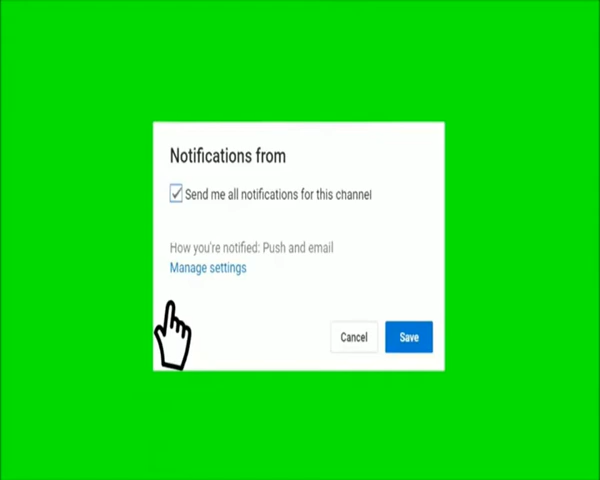 Notifications from
Send me all notifications for this channel
How you're notified: Push and email
Manage settings
Cancel
Save